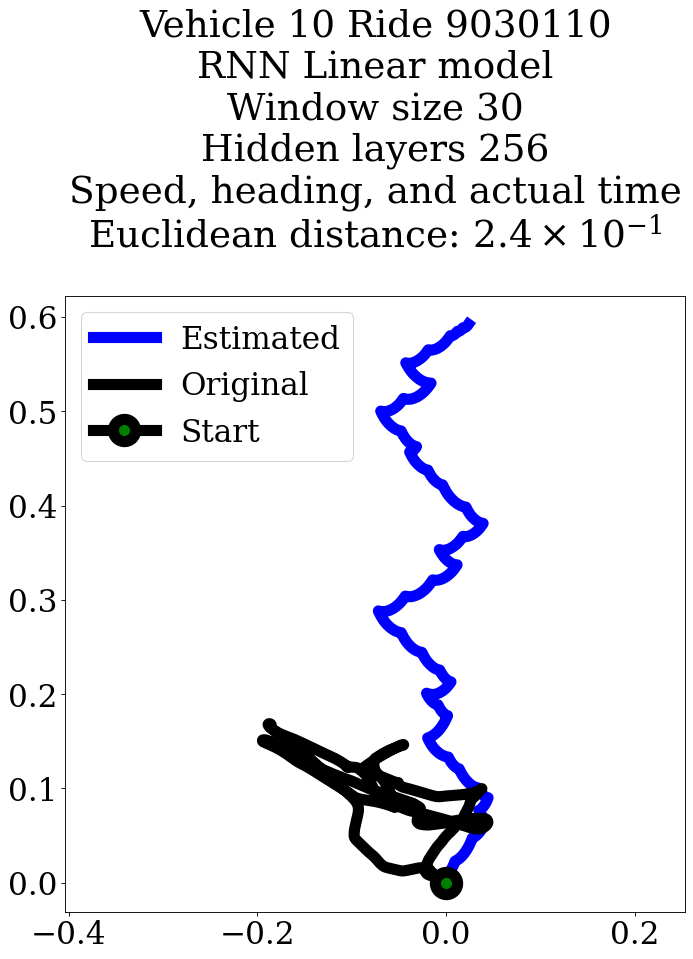 Vehicle 10 Ride 9030110
RNN Linear model
Window size 30
Hidden layers 256
Speed, heading, and actual time
Euclidean distance: 2.4 × 10⁻¹
Estimated
Original
Start
0.6
0.5
0.4
0.3
0.2
0.1
0.0
−0.4 −0.2 0.0 0.2